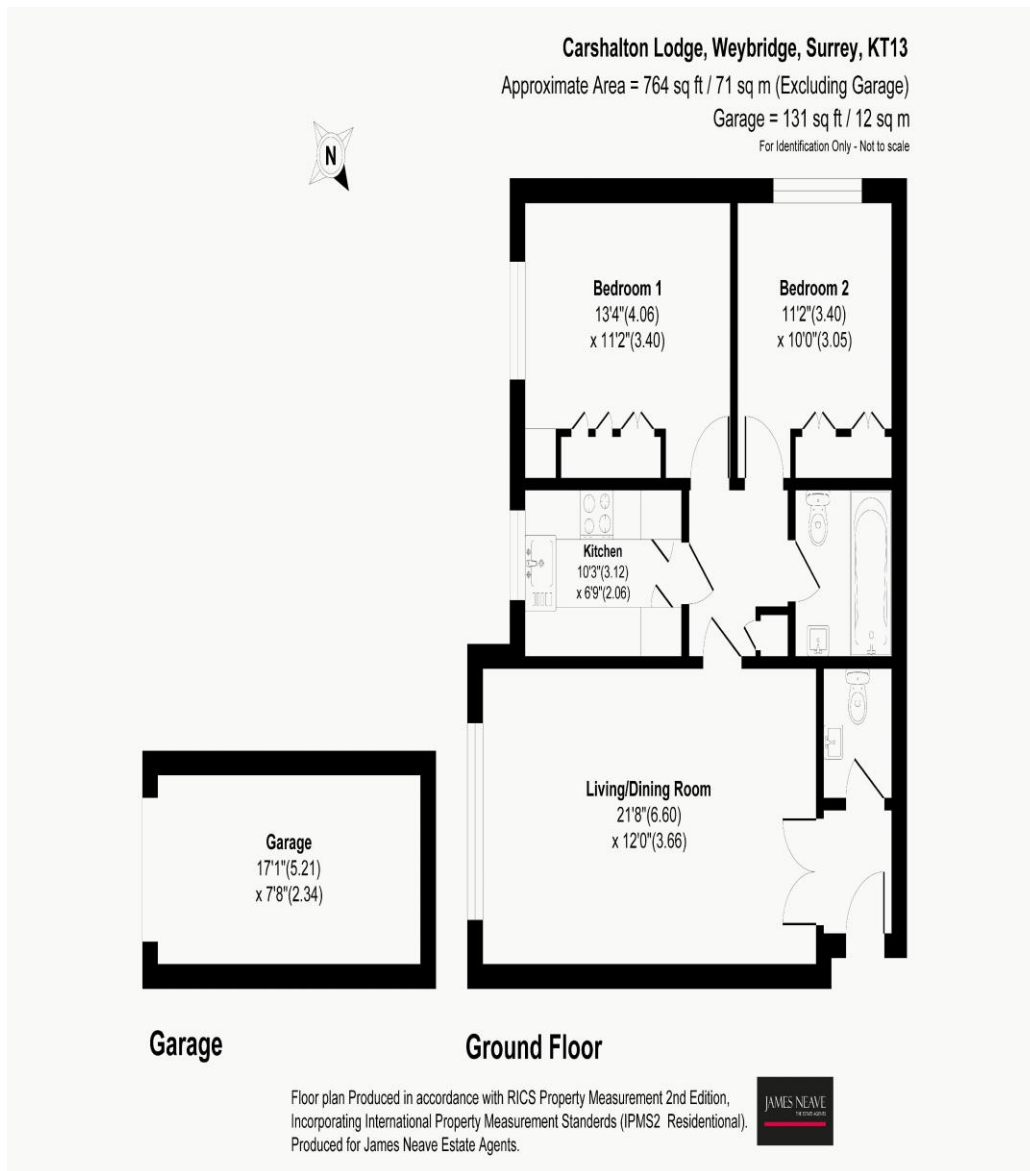 Carshalton Lodge, Weybridge, Surrey, KT13
Approximate Area = 764 sq ft / 71 sq m (Excluding Garage)
Garage = 131 sq ft / 12 sq m
For Identification Only - Not to scale
N
Bedroom 1
13'4"(4.06)
x 11'2"(3.40)
Bedroom 2
11'2"(3.40)
x 10'0"(3.05)
Kitchen
10'3"(3.12)
x 6'9"(2.06)
Living/Dining Room
21'8"(6.60)
x 12'0"(3.66)
Garage
17'1"(5.21)
x 7'8"(2.34)
Garage
Ground Floor
Floor plan Produced in accordance with RICS Property Measurement 2nd Edition,
Incorporating International Property Measurement Standards (IPMS2 Residentional).
Produced for James Neave Estate Agents.
JAMES NEAVE
THE ESTATE AGENTS